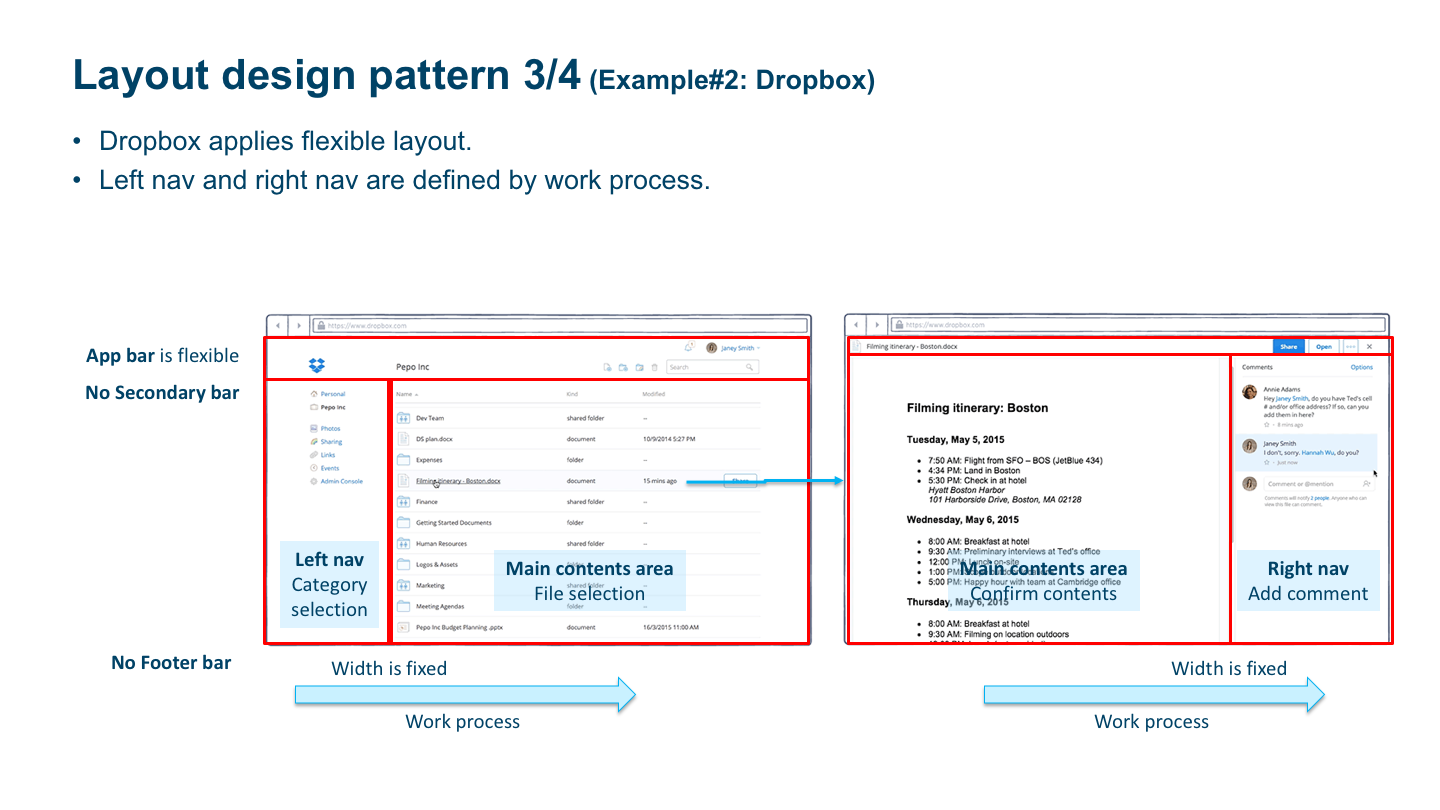 Layout design pattern 3/4 (Example#2: Dropbox)
• Dropbox applies flexible layout.
• Left nav and right nav are defined by work process.
App bar is flexible
No Secondary bar
No Footer bar
https://www.dropbox.com
Janey Smith
Pepo Inc
Search
Personal
Pepo Inc
Photos
Sharing
Links
Events
Admin Console
Left nav
Category
selection
Name Kind Modified
Dev Team shared folder --
DS plan.docx document 10/9/2014 5:27 PM
Expenses folder --
Filming itinerary - Boston.docx document 15 mins ago Share
Finance shared folder --
Getting Started Documents folder --
Human Resources shared folder --
Logos & Assets
Marketing shared folder --
Meeting Agendas
Pepo Inc Budget Planning .pptx document 16/3/2015 11:00 AM
Main contents area
File selection
Width is fixed
Work process
https://www.dropbox.com
Filming itinerary - Boston.docx
Share Open ··· ×
Filming itinerary: Boston
Tuesday, May 5, 2015
• 7:50 AM: Flight from SFO – BOS (JetBlue 434)
• 4:34 PM: Land in Boston
• 5:30 PM: Check in at hotel
Hyatt Boston Harbor
101 Harborside Drive, Boston, MA 02128
Wednesday, May 6, 2015
• 8:00 AM: Breakfast at hotel
• 9:30 AM: Preliminary interviews at Ted's office
• 12:00 PM: Lunch on-site
• 1:00 PM:
• 5:00 PM: Happy hour with team at Cambridge office
Thursday, May 6, 2015
• 8:00 AM: Breakfast at hotel
• 9:30 AM: Filming on location outdoors
Main contents area
Confirm contents
Comments Options
Annie Adams
Hey Janey Smith, do you have Ted's cell
# and/or office address? If so, can you
add them in here?
8 mins ago
Janey Smith
I don't, sorry. Hannah Wu, do you?
Just now
Comment or @mention
Comments will notify 2 people. Anyone who can
view this file can comment.
Right nav
Add comment
Width is fixed
Work process